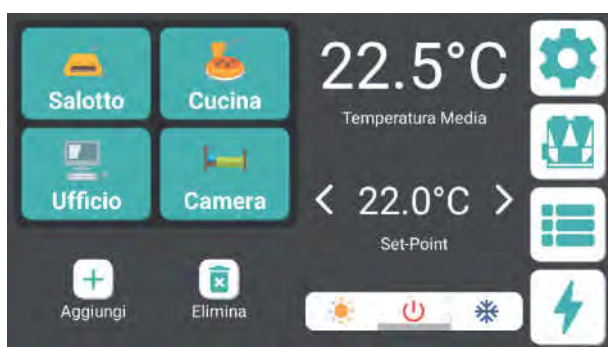 Salotto
Cucina
Ufficio
Camera
Aggiungi
Elimina
22.5°C
Temperatura Media
< 22.0°C >
Set-Point